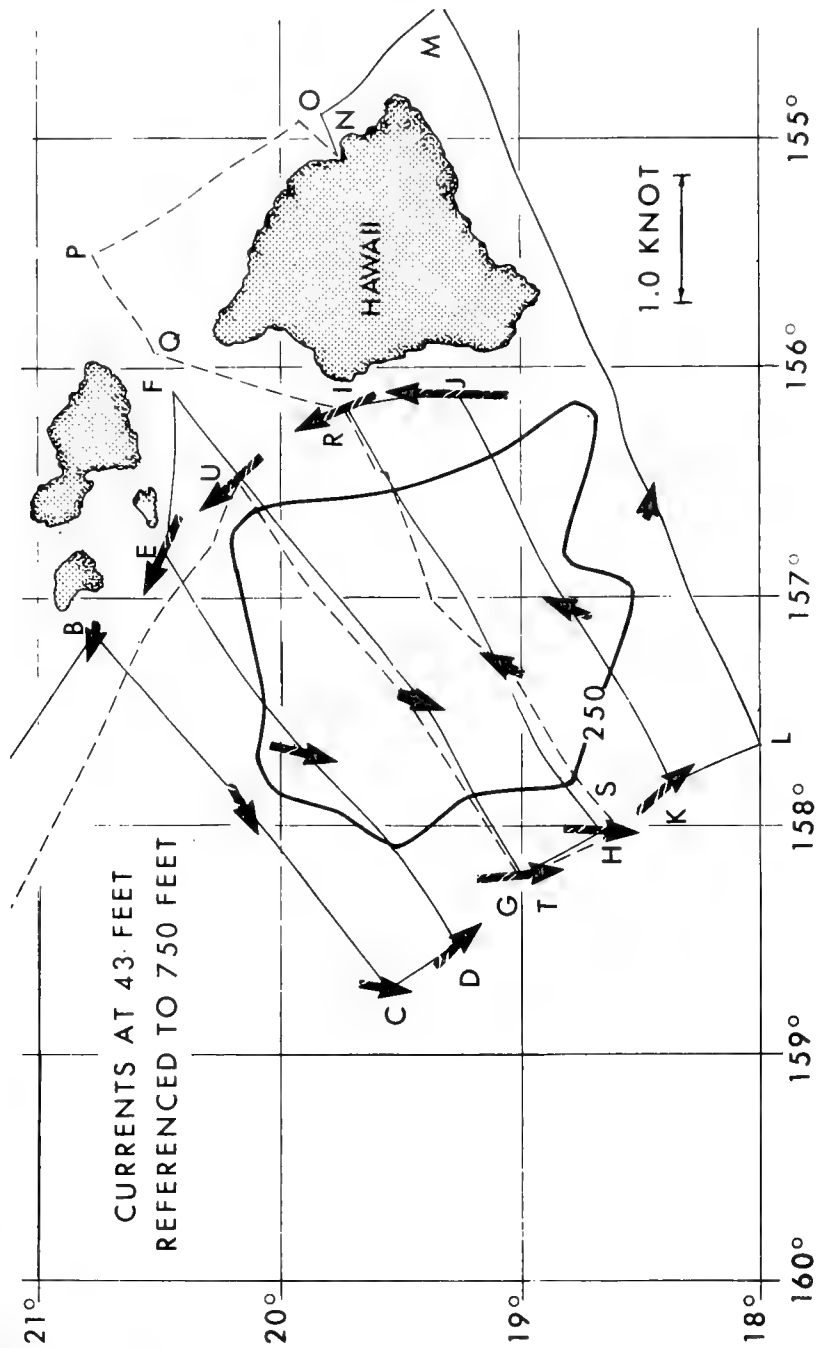 CURRENTS AT 43 FEET
REFERENCED TO 750 FEET
21°
20°
19°
18°
160°
159°
158°
157°
156°
155°
HAWAII
1.0 KNOT
250
B
C
D
E
F
G
H
I
J
K
L
M
N
O
P
Q
R
S
T
U